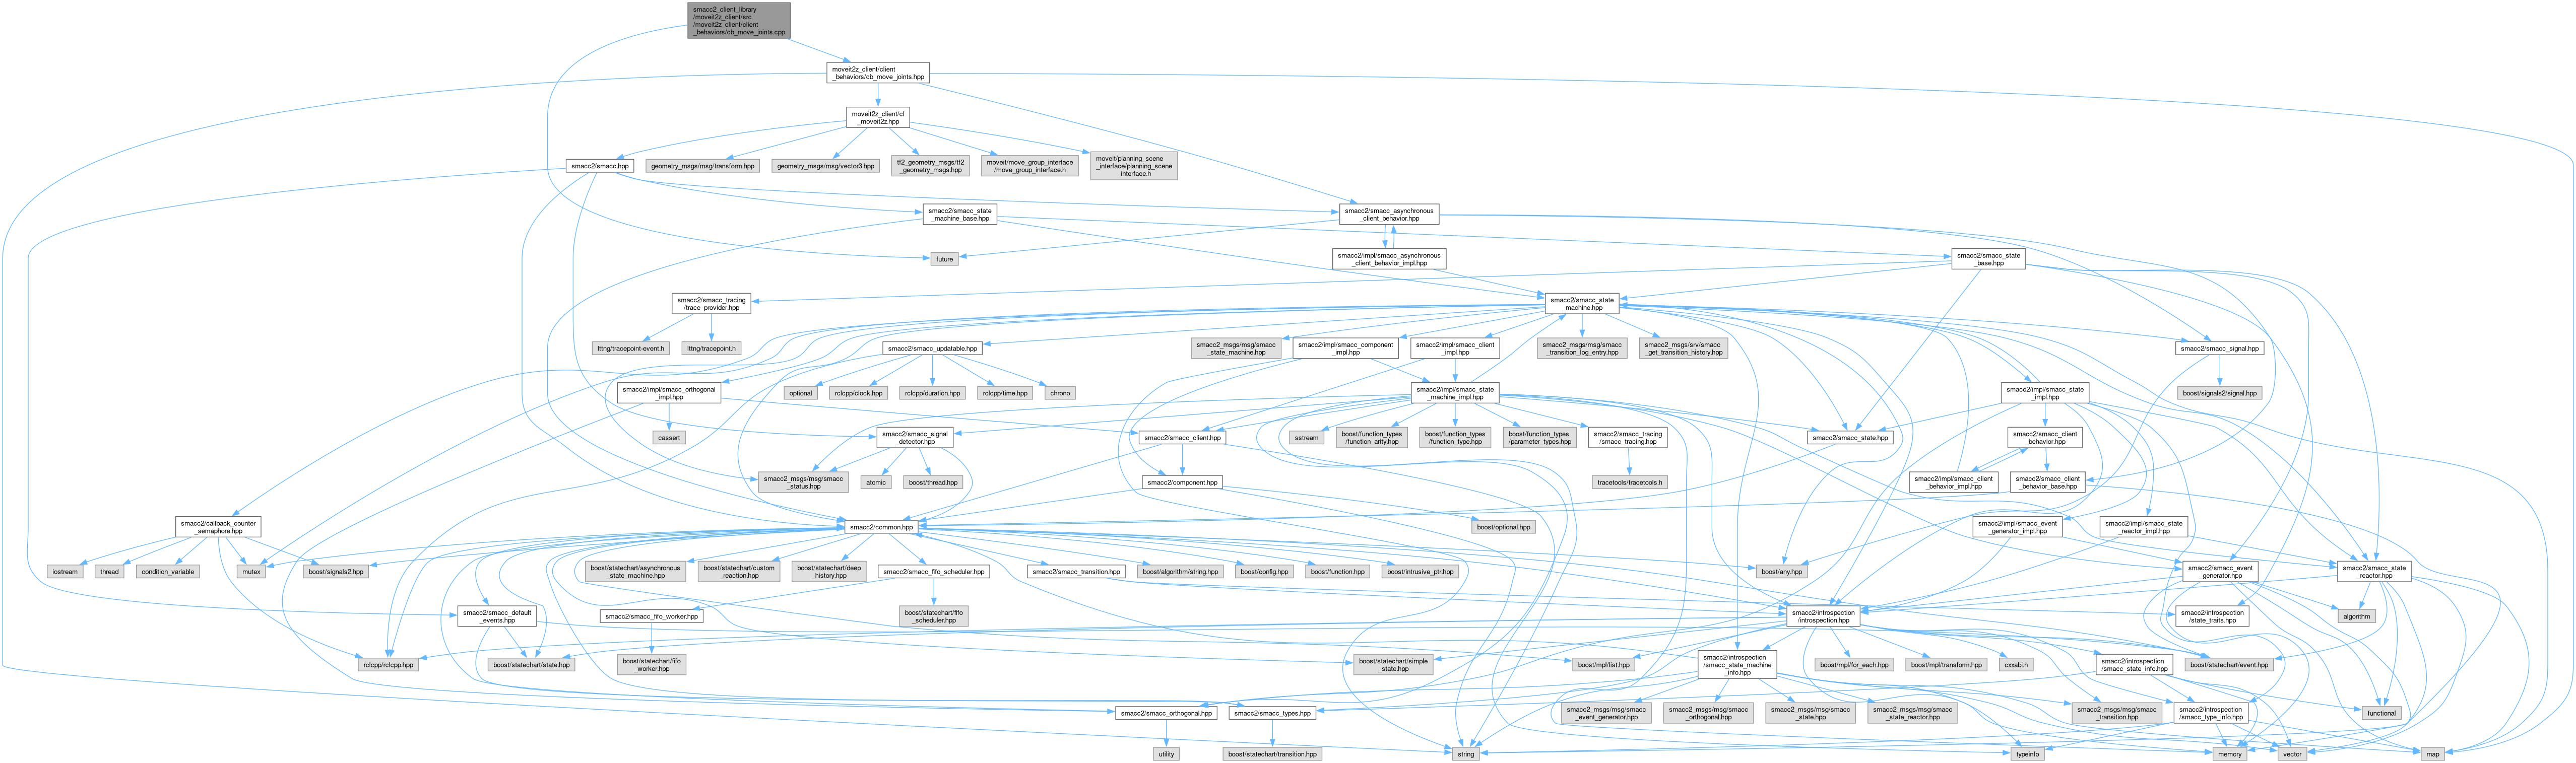 smacc2_client_library
/moveit2z_client/src
/moveit2z_client/client
_behaviors/cb_move_joints.cpp
moveit2z_client/client
_behaviors/cb_move_joints.hpp
moveit2z_client/cl
_moveit2z.hpp
smacc2/smacc.hpp
geometry_msgs/msg/transform.hpp
geometry_msgs/msg/vector3.hpp
tf2_geometry_msgs/tf2
_geometry_msgs.hpp
moveit/move_group_interface
/move_group_interface.h
moveit/planning_scene
_interface/planning_scene
_interface.h
smacc2/smacc_state
_machine_base.hpp
smacc2/smacc_asynchronous
_client_behavior.hpp
future
smacc2/impl/smacc_asynchronous
_client_behavior_impl.hpp
smacc2/smacc_state
_base.hpp
smacc2/smacc_tracing
/trace_provider.hpp
smacc2/smacc_state
_machine.hpp
lttng/tracepoint-event.h
lttng/tracepoint.h
smacc2/smacc_updatable.hpp
smacc2_msgs/msg/smacc
_state_machine.hpp
smacc2/impl/smacc_component
_impl.hpp
smacc2/impl/smacc_client
_impl.hpp
smacc2_msgs/msg/smacc
_transition_log_entry.hpp
smacc2_msgs/srv/smacc
_get_transition_history.hpp
smacc2/smacc_signal.hpp
smacc2/impl/smacc_orthogonal
_impl.hpp
optional
rclcpp/clock.hpp
rclcpp/duration.hpp
rclcpp/time.hpp
chrono
smacc2/impl/smacc_state
_machine_impl.hpp
smacc2/impl/smacc_state
_impl.hpp
boost/signals2/signal.hpp
cassert
smacc2/smacc_signal
_detector.hpp
smacc2/smacc_client.hpp
sstream
boost/function_types
/function_arity.hpp
boost/function_types
/function_type.hpp
boost/function_types
/parameter_types.hpp
smacc2/smacc_tracing
/smacc_tracing.hpp
smacc2/smacc_state.hpp
smacc2/smacc_client
_behavior.hpp
smacc2_msgs/msg/smacc
_status.hpp
atomic
boost/thread.hpp
smacc2/component.hpp
tracetools/tracetools.h
smacc2/impl/smacc_client
_behavior_impl.hpp
smacc2/smacc_client
_behavior_base.hpp
smacc2/callback_counter
_semaphore.hpp
smacc2/common.hpp
boost/optional.hpp
smacc2/impl/smacc_event
_generator_impl.hpp
smacc2/impl/smacc_state
_reactor_impl.hpp
iostream
thread
condition_variable
mutex
boost/signals2.hpp
boost/statechart/asynchronous
_state_machine.hpp
boost/statechart/custom
_reaction.hpp
boost/statechart/deep
_history.hpp
smacc2/smacc_fifo_scheduler.hpp
smacc2/smacc_transition.hpp
boost/algorithm/string.hpp
boost/config.hpp
boost/function.hpp
boost/intrusive_ptr.hpp
boost/any.hpp
smacc2/smacc_event
_generator.hpp
smacc2/smacc_state
_reactor.hpp
smacc2/smacc_default
_events.hpp
smacc2/smacc_fifo_worker.hpp
boost/statechart/fifo
_scheduler.hpp
smacc2/introspection
/introspection.hpp
smacc2/introspection
/state_traits.hpp
algorithm
rclcpp/rclcpp.hpp
boost/statechart/state.hpp
boost/statechart/fifo
_worker.hpp
boost/statechart/simple
_state.hpp
boost/mpl/list.hpp
smacc2/introspection
/smacc_state_machine
_info.hpp
boost/mpl/for_each.hpp
boost/mpl/transform.hpp
cxxabi.h
smacc2/introspection
/smacc_state_info.hpp
boost/statechart/event.hpp
smacc2/smacc_orthogonal.hpp
smacc2/smacc_types.hpp
smacc2_msgs/msg/smacc
_event_generator.hpp
smacc2_msgs/msg/smacc
_orthogonal.hpp
smacc2_msgs/msg/smacc
_state.hpp
smacc2_msgs/msg/smacc
_state_reactor.hpp
smacc2_msgs/msg/smacc
_transition.hpp
smacc2/introspection
/smacc_type_info.hpp
functional
utility
boost/statechart/transition.hpp
string
typeinfo
memory
vector
map